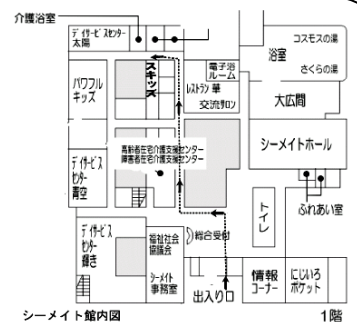 介護浴室
デイサービスセンター
太陽
パワフル
キッズ
スキッズ
電子浴
ルーム
レストラン 華
交流サロン
浴室
コスモスの湯
さくらの湯
大広間
高齢者在宅介護支援センター
障害者在宅介護支援センター
シーメイトホール
ふれあい室
デイサービス
センター
青空
デイサービス
センター
輝き
福祉社会
協議会
シーメイト
事務室
総合受付
トイレ
出入り口
情報
コーナー
にじいろ
ポケット
シーメイト館内図
1階